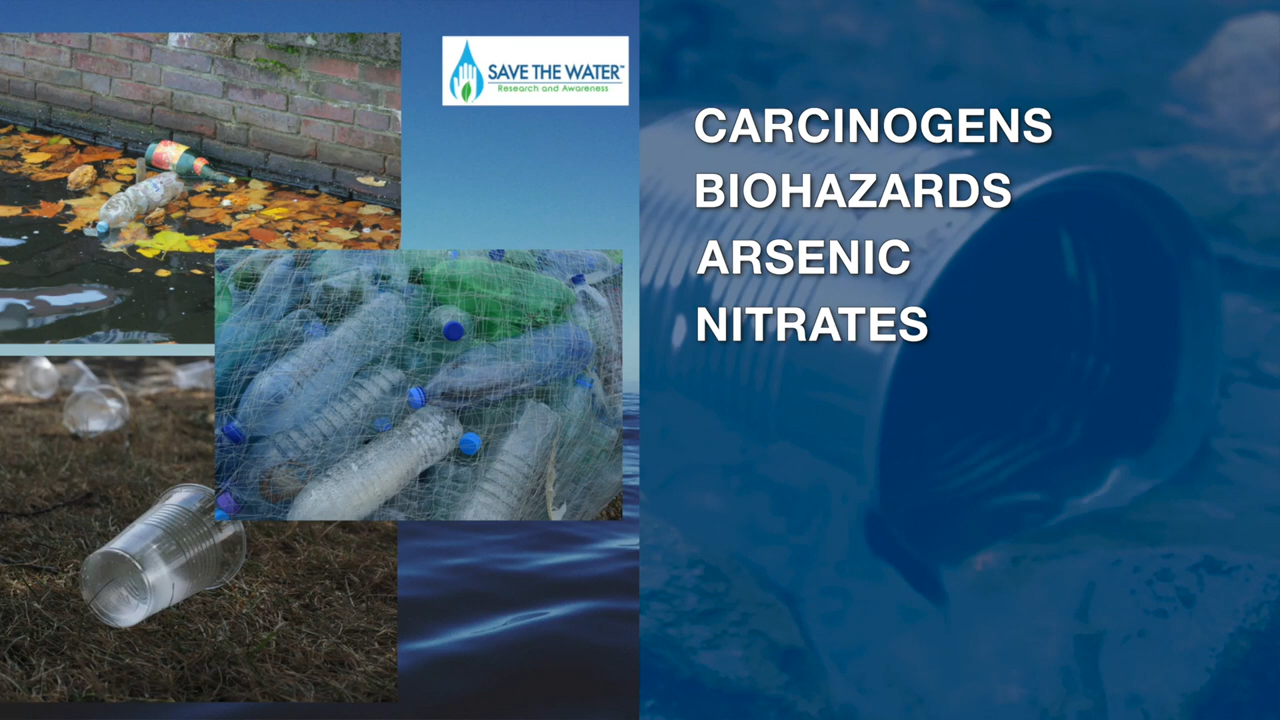 SAVE THE WATER™
Research and Awareness
CARCINOGENS
BIOHAZARDS
ARSENIC
NITRATES